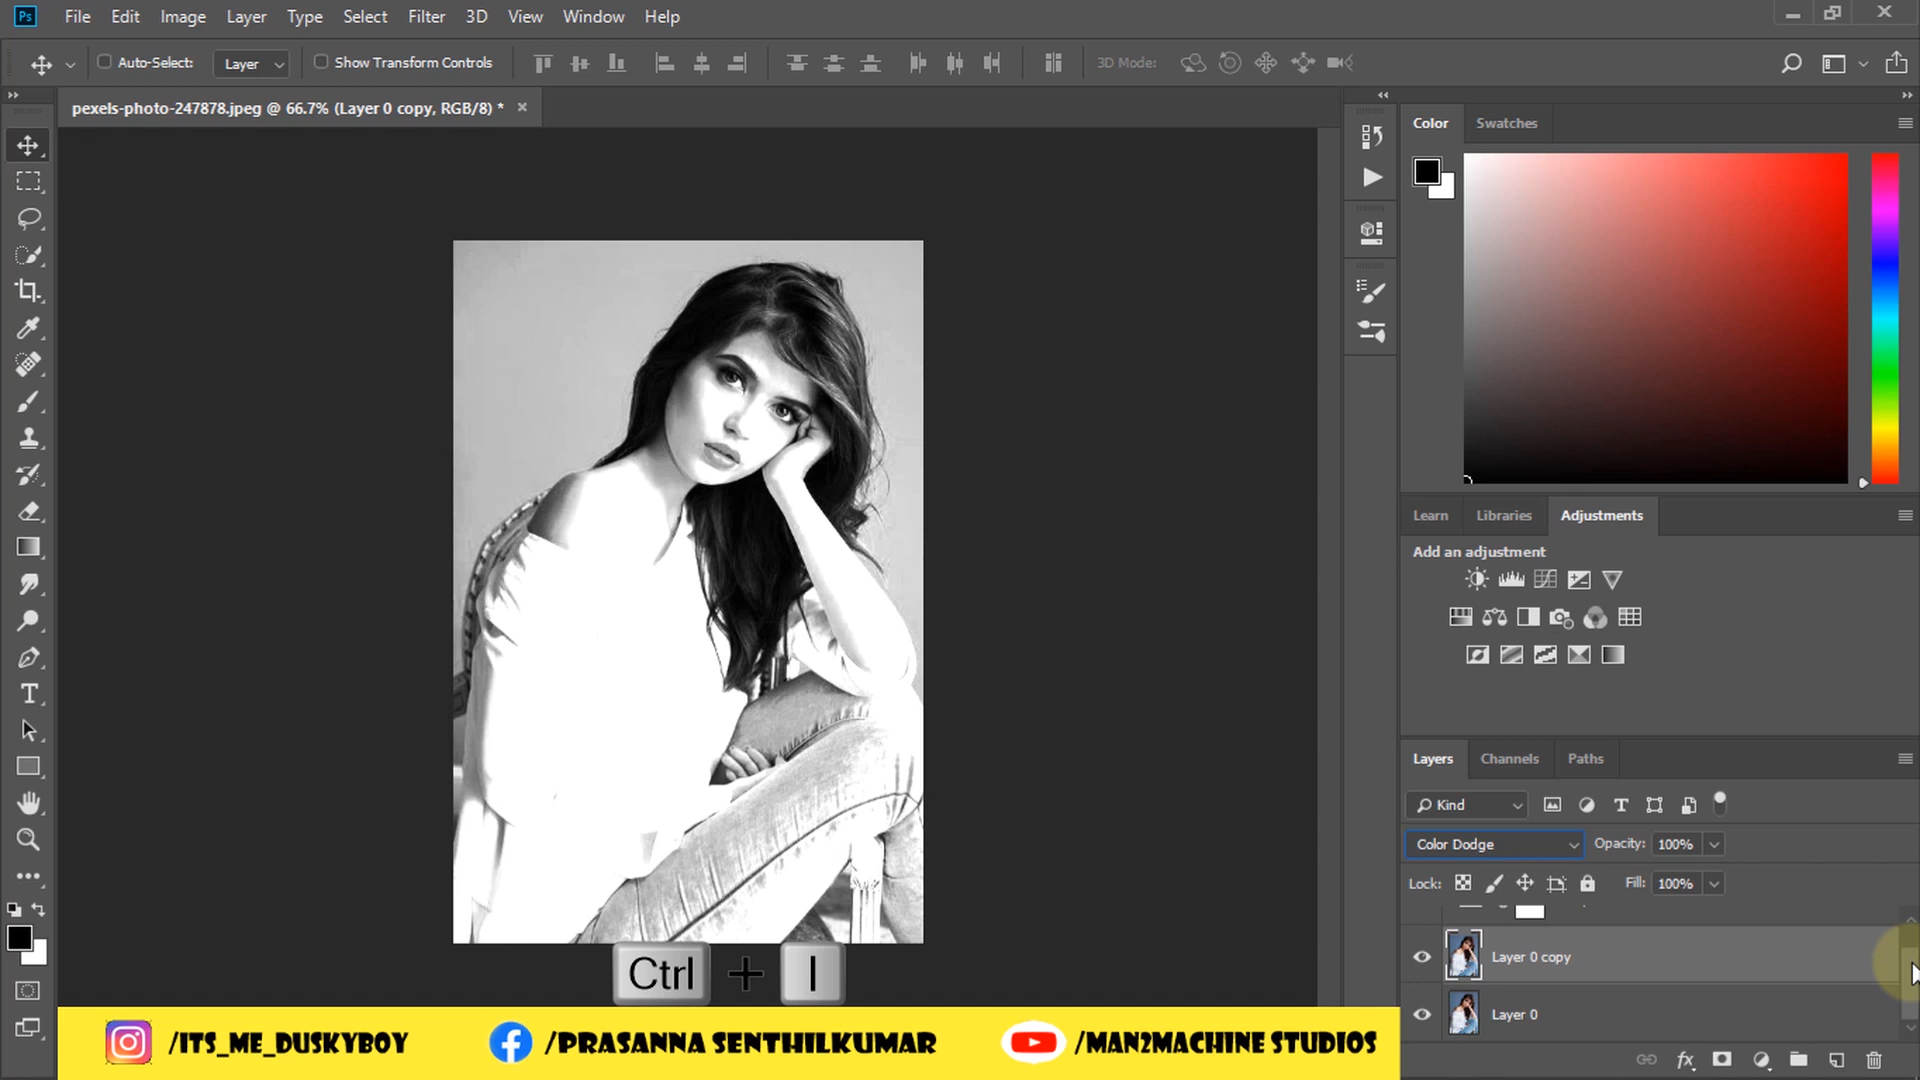 Ps File Edit Image Layer Type Select Filter 3D View Window Help
Auto-Select: Layer Show Transform Controls 3D Mode:
pexels-photo-247878.jpeg @ 66.7% (Layer 0 copy, RGB/8) *
Color Swatches
Learn Libraries Adjustments
Add an adjustment
Layers Channels Paths
Kind
Color Dodge Opacity: 100%
Lock: Fill: 100%
Layer 0 copy
Layer 0
Ctrl + I
/ITS_ME_DUSKYBOY /PRASANNA SENTHILKUMAR /MAN2MACHINE STUDIOS